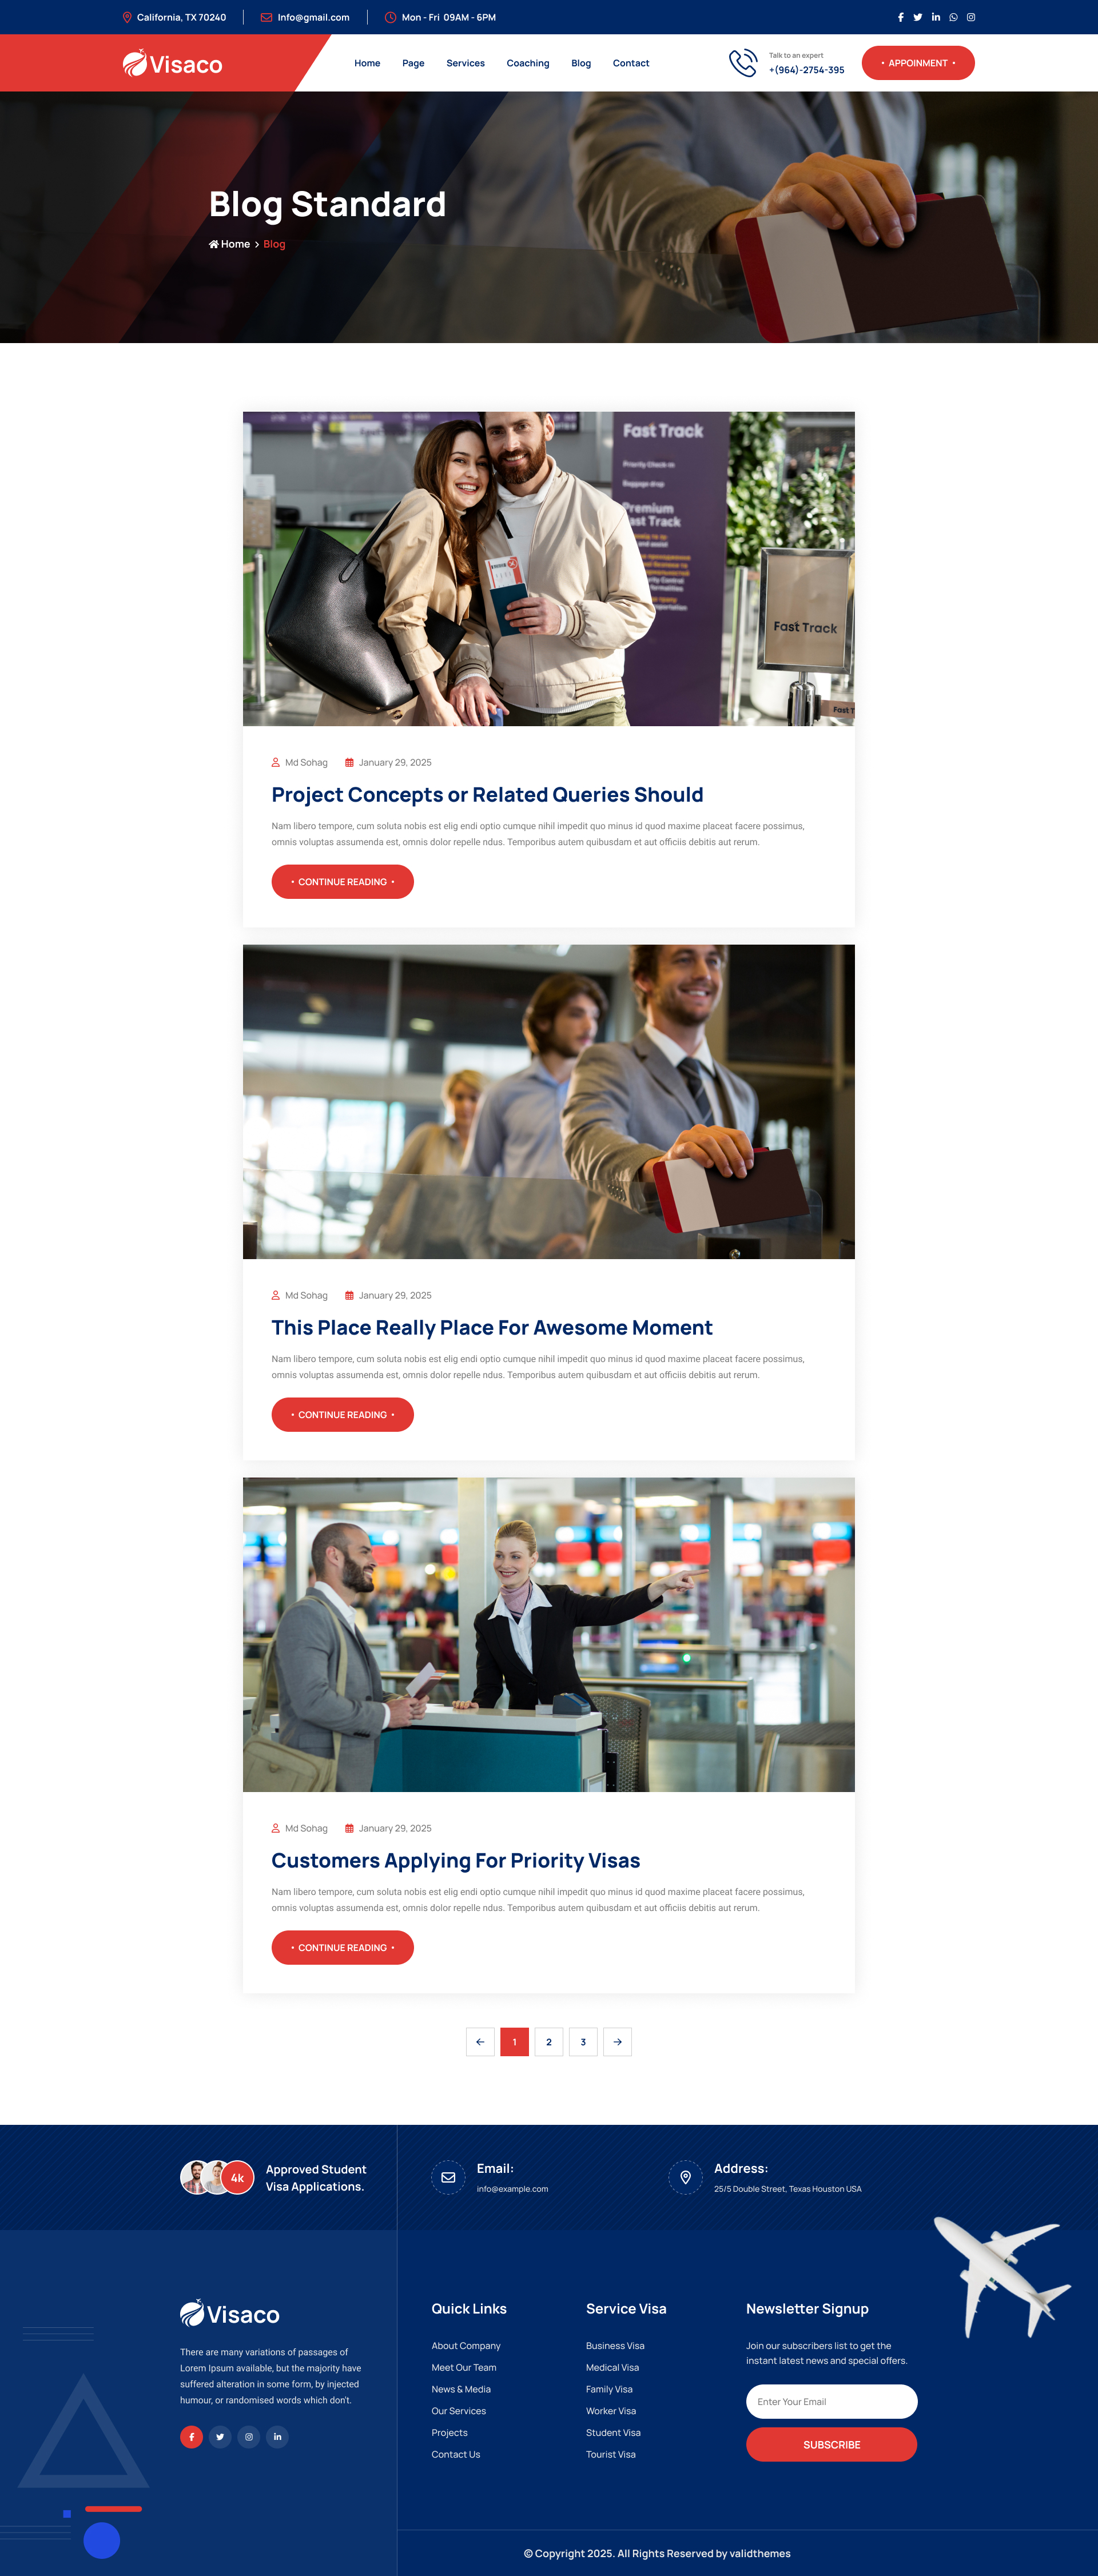 California, TX 70240
Info@gmail.com
Mon - Fri 09AM - 6PM
Visaco
Home
Page
Services
Coaching
Blog
Contact
Talk to an expert
+(964)-2754-395
• APPOINMENT •
Blog Standard
Home > Blog
Fast Track
Priority Check-in
Baggage drop
Premium
Fast Track
Fast Track
Fast T
Md Sohag
January 29, 2025
Project Concepts or Related Queries Should
Nam libero tempore, cum soluta nobis est elig endi optio cumque nihil impedit quo minus id quod maxime placeat facere possimus,
omnis voluptas assumenda est, omnis dolor repelle ndus. Temporibus autem quibusdam et aut officiis debitis aut rerum.
• CONTINUE READING •
Md Sohag
January 29, 2025
This Place Really Place For Awesome Moment
Nam libero tempore, cum soluta nobis est elig endi optio cumque nihil impedit quo minus id quod maxime placeat facere possimus,
omnis voluptas assumenda est, omnis dolor repelle ndus. Temporibus autem quibusdam et aut officiis debitis aut rerum.
• CONTINUE READING •
Md Sohag
January 29, 2025
Customers Applying For Priority Visas
Nam libero tempore, cum soluta nobis est elig endi optio cumque nihil impedit quo minus id quod maxime placeat facere possimus,
omnis voluptas assumenda est, omnis dolor repelle ndus. Temporibus autem quibusdam et aut officiis debitis aut rerum.
• CONTINUE READING •
1
2
3
4k
Approved Student
Visa Applications.
Email:
info@example.com
Address:
25/5 Double Street, Texas Houston USA
Visaco
There are many variations of passages of
Lorem Ipsum available, but the majority have
suffered alteration in some form, by injected
humour, or randomised words which don't.
Quick Links
About Company
Meet Our Team
News & Media
Our Services
Projects
Contact Us
Service Visa
Business Visa
Medical Visa
Family Visa
Worker Visa
Student Visa
Tourist Visa
Newsletter Signup
Join our subscribers list to get the
instant latest news and special offers.
Enter Your Email
SUBSCRIBE
© Copyright 2025. All Rights Reserved by validthemes